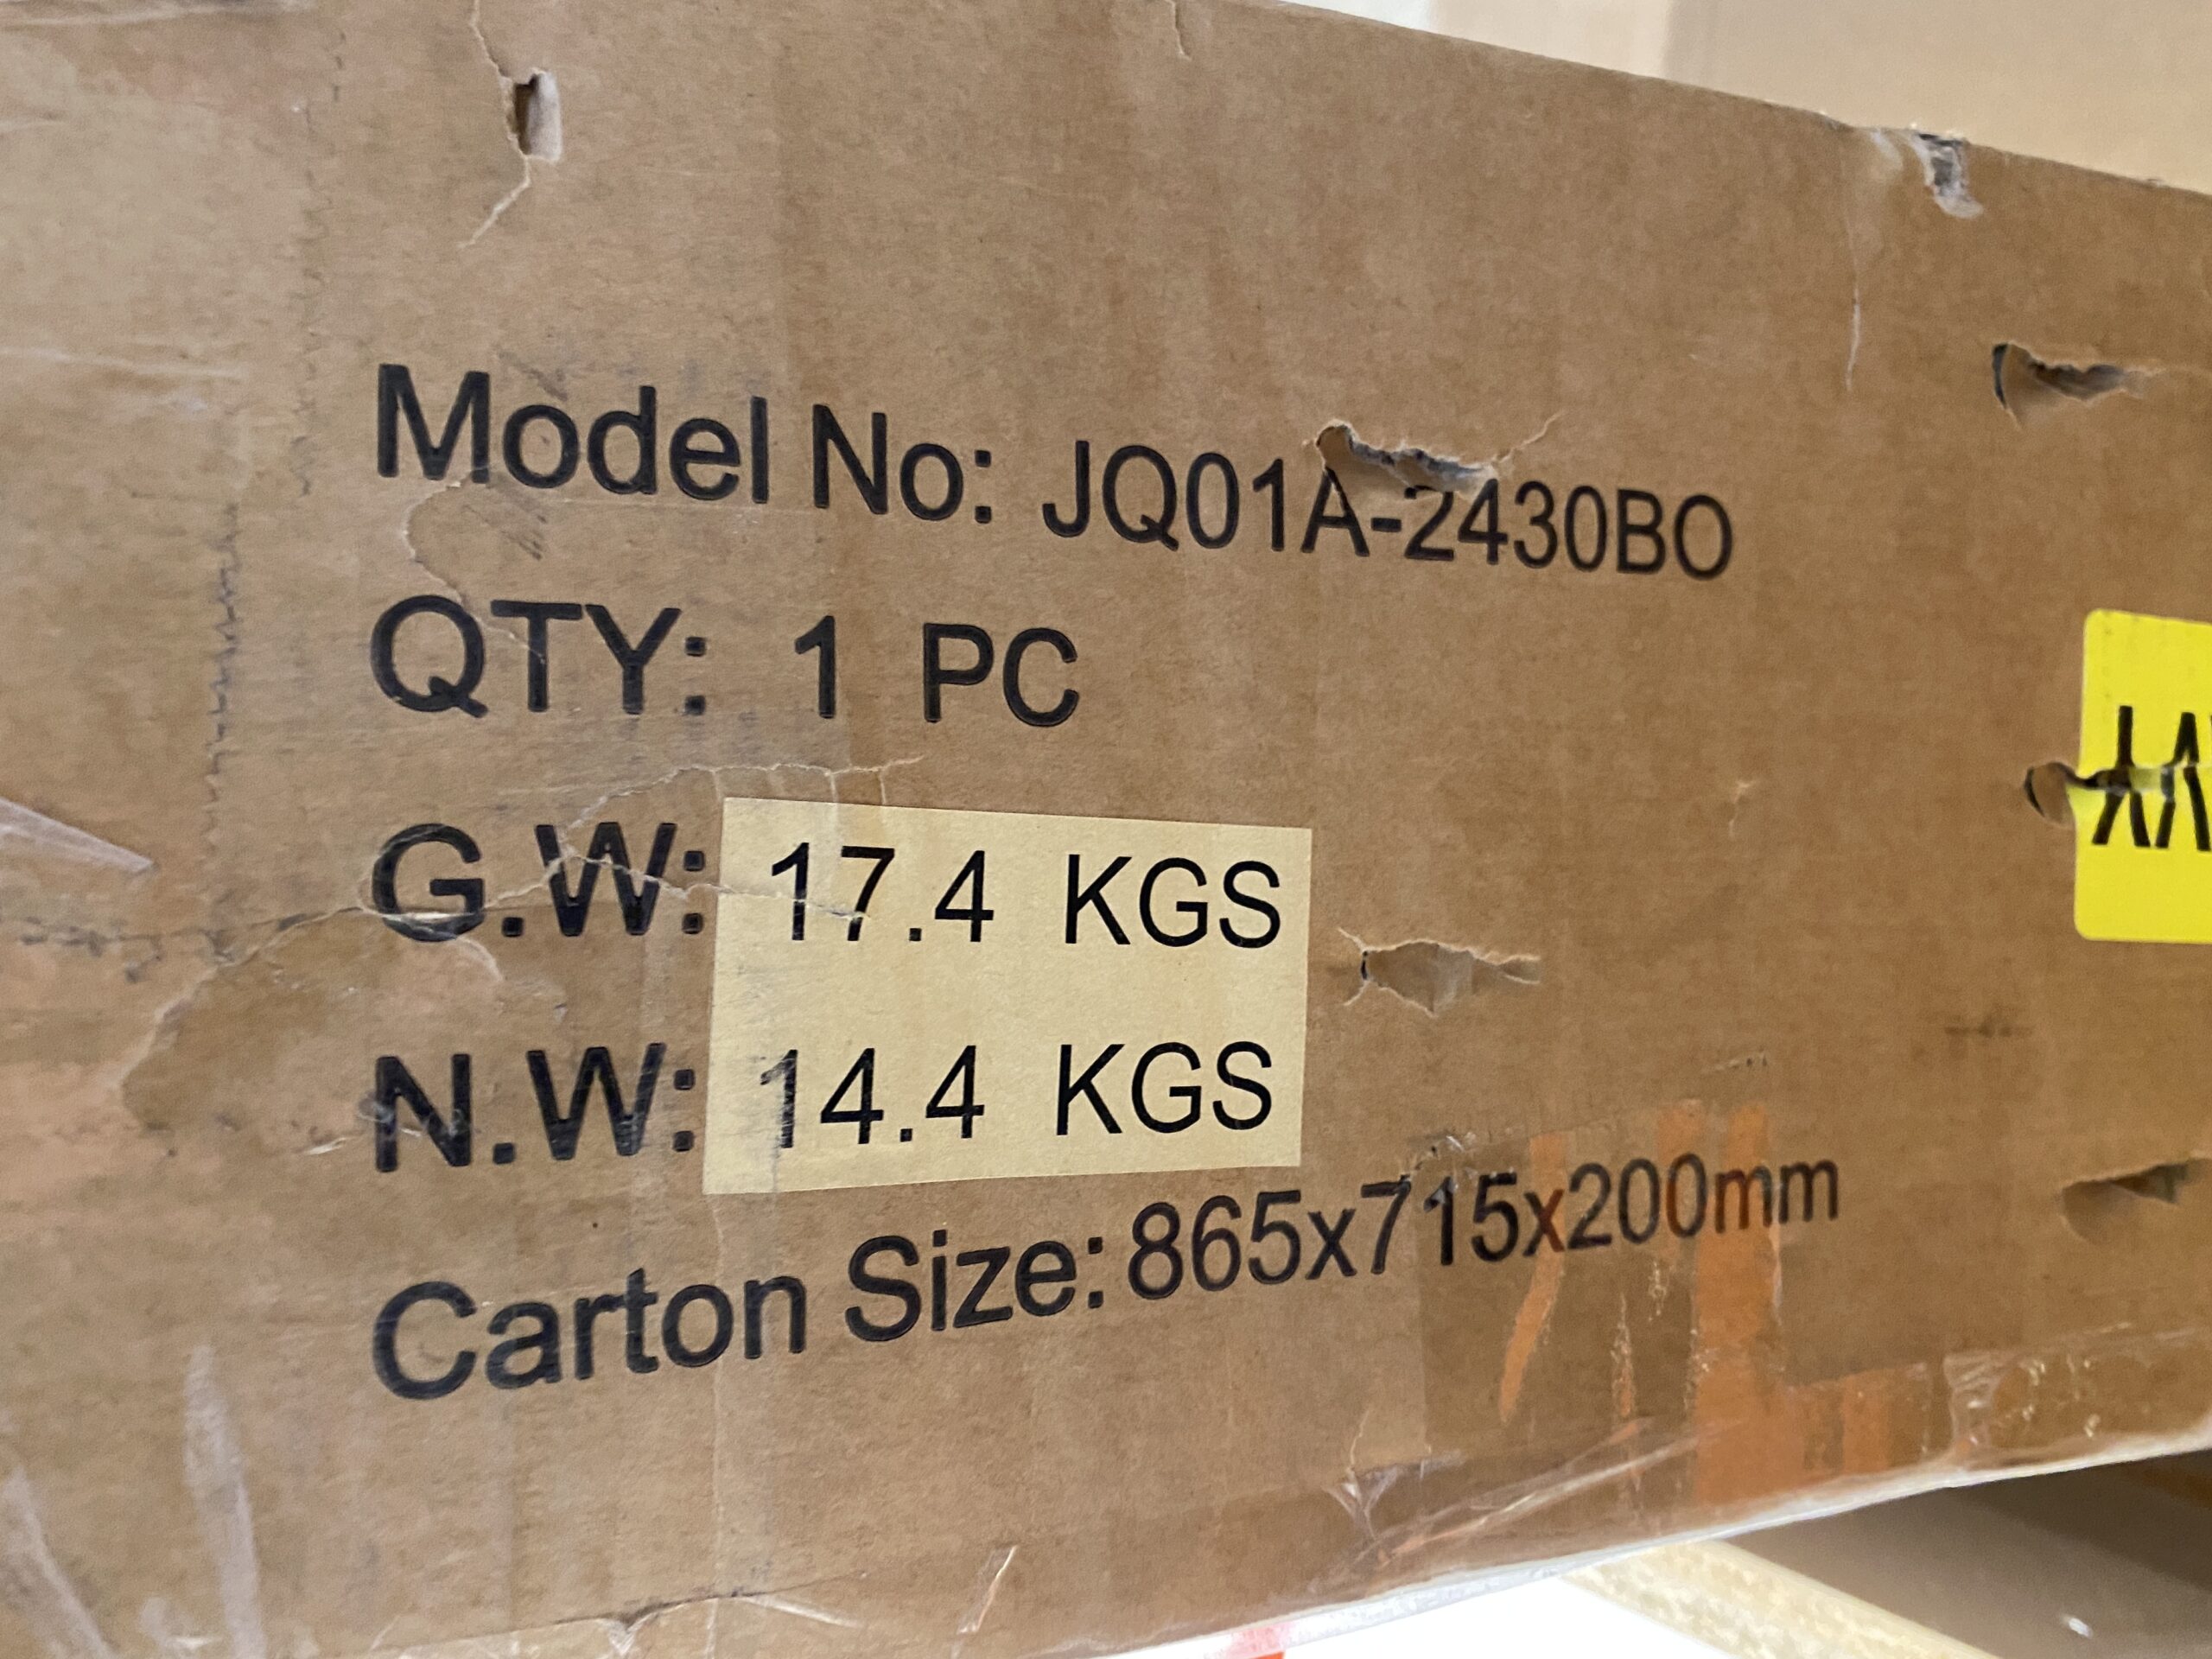 Model No: JQ01A-2430BO
QTY: 1 PC
G.W: 17.4 KGS
N.W: 14.4 KGS
Carton Size: 865x715x200mm